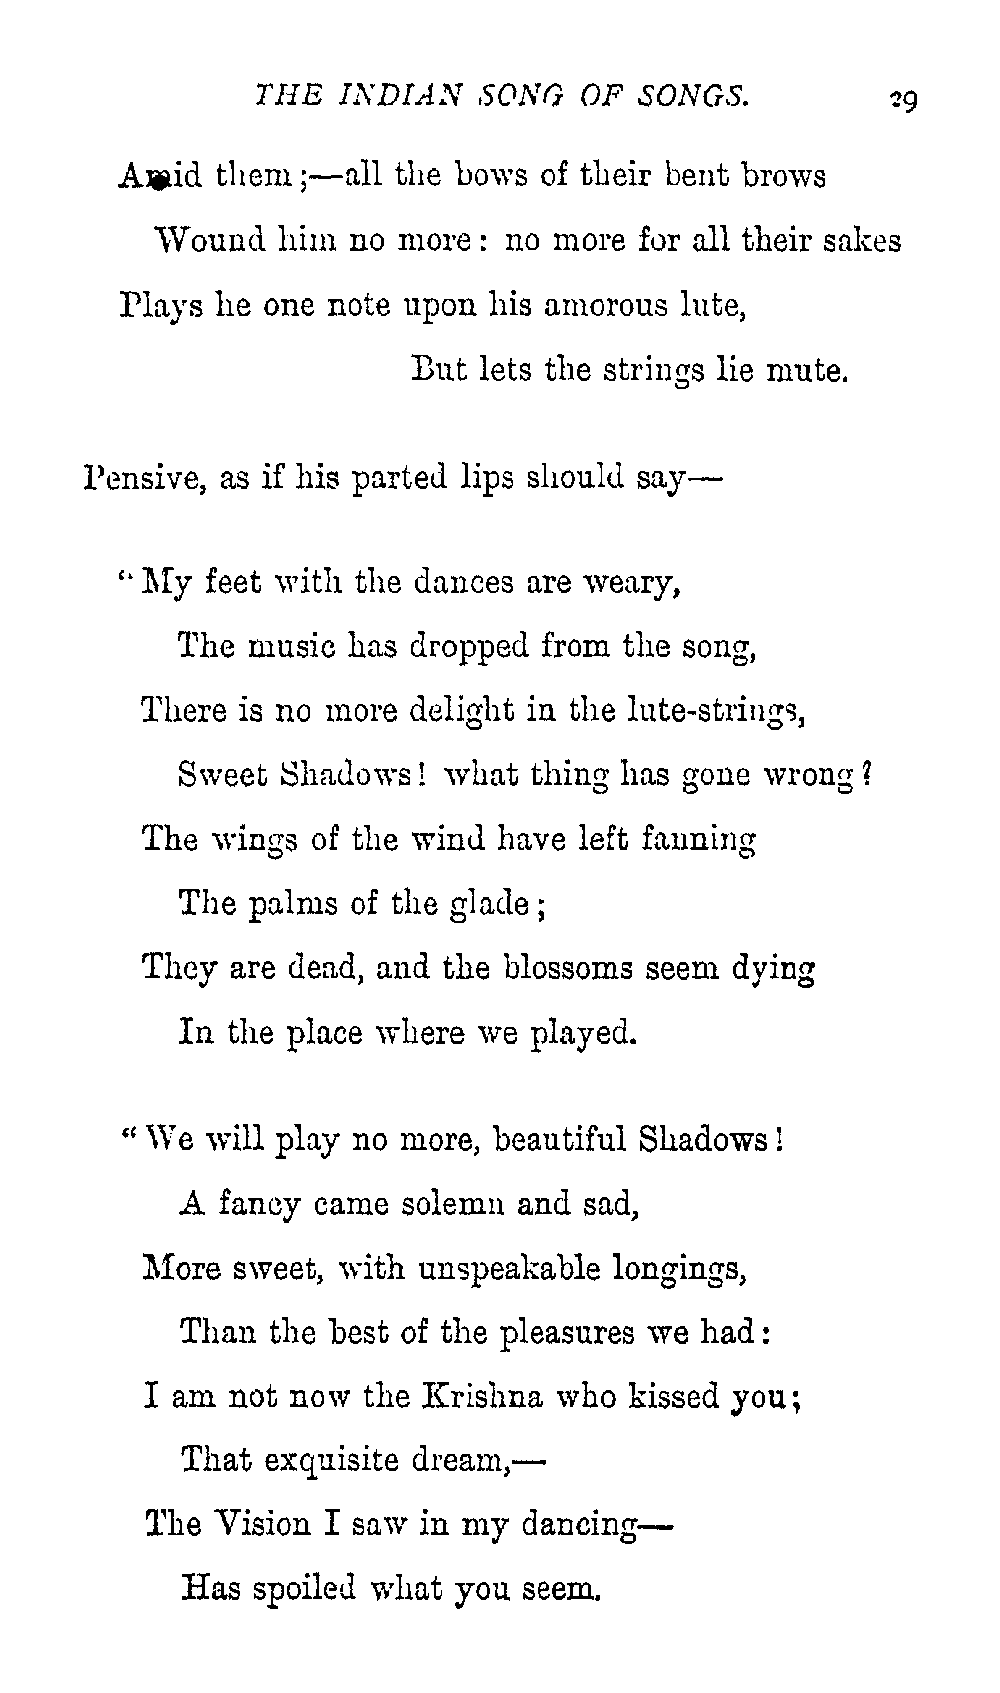 THE INDIAN SONG OF SONGS. 29
Amid them;—all the bows of their bent brows
Wound him no more: no more for all their sakes
Plays he one note upon his amorous lute,
But lets the strings lie mute.
Pensive, as if his parted lips should say—
"My feet with the dances are weary,
The music has dropped from the song,
There is no more delight in the lute-strings,
Sweet Shadows! what thing has gone wrong?
The wings of the wind have left fanning
The palms of the glade;
They are dead, and the blossoms seem dying
In the place where we played.
"We will play no more, beautiful Shadows!
A fancy came solemn and sad,
More sweet, with unspeakable longings,
Than the best of the pleasures we had:
I am not now the Krishna who kissed you;
That exquisite dream,—
The Vision I saw in my dancing—
Has spoiled what you seem.